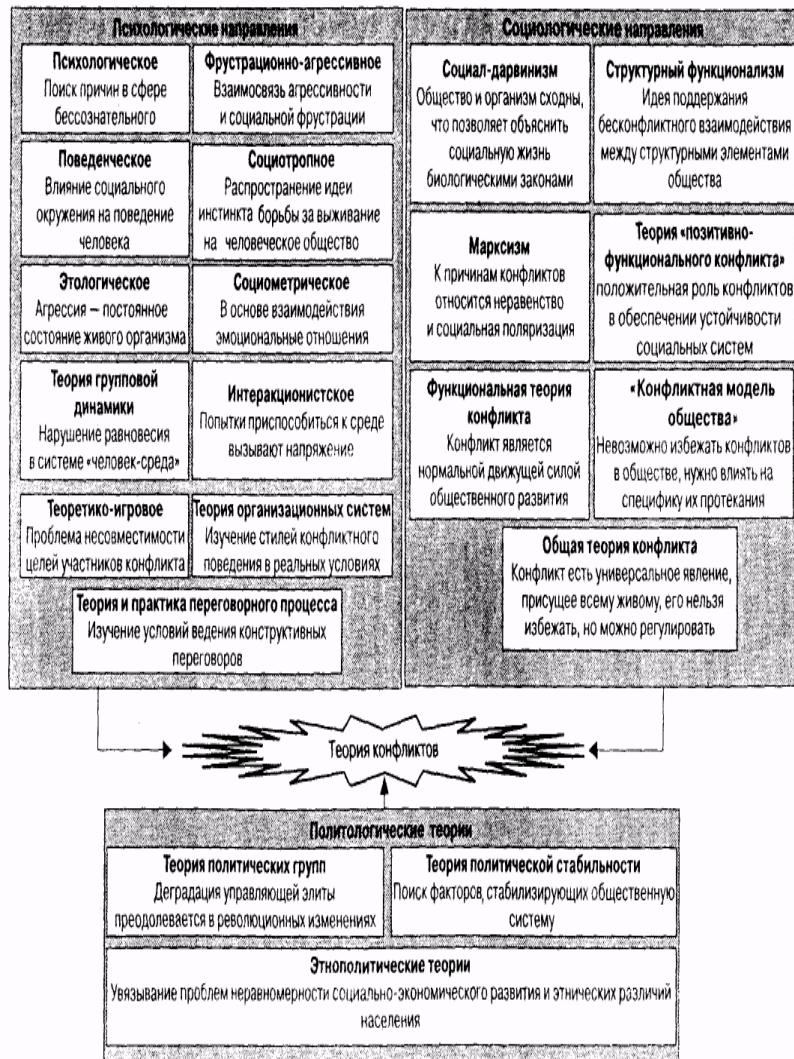 Психологические направления
Психологическое
Поиск причин в сфере
бессознательного
Фрустрационно-агрессивное
Взаимосвязь агрессивности
и социальной фрустрации
Поведенческое
Влияние социального
окружения на поведение
человека
Социотропное
Распространение идеи
инстинкта борьбы за выживание
на человеческое общество
Этологическое
Агрессия — постоянное
состояние живого организма
Социометрическое
В основе взаимодействия
эмоциональные отношения
Теория групповой
динамики
Нарушение равновесия
в системе «человек-среда»
Интеракционистское
Попытки приспособиться к среде
вызывают напряжение
Теоретико-игровое
Проблема несовместимости
целей участников конфликта
Теория организационных систем
Изучение стилей конфликтного
поведения в реальных условиях
Теория и практика переговорного процесса
Изучение условий ведения конструктивных
переговоров
Социологические направления
Социал-дарвинизм
Общество и организм сходны,
что позволяет объяснить
социальную жизнь
биологическими законами
Структурный функционализм
Идея поддержания
бесконфликтного взаимодействия
между структурными элементами
общества
Марксизм
К причинам конфликтов
относится неравенство
и социальная поляризация
Теория «позитивно-
функционального конфликта»
положительная роль конфликтов
в обеспечении устойчивости
социальных систем
Функциональная теория
конфликта
Конфликт является
нормальной движущей силой
общественного развития
«Конфликтная модель
общества»
Невозможно избежать конфликтов
в обществе, нужно влиять на
специфику их протекания
Общая теория конфликта
Конфликт есть универсальное явление,
присущее всему живому, его нельзя
избежать, но можно регулировать
Теория конфликтов
Политологические теории
Теория политических групп
Деградация управляющей элиты
преодолевается в революционных изменениях
Теория политической стабильности
Поиск факторов, стабилизирующих общественную
систему
Этнополитические теории
Увязывание проблем неравномерности социально-экономического развития и этнических различий
населения